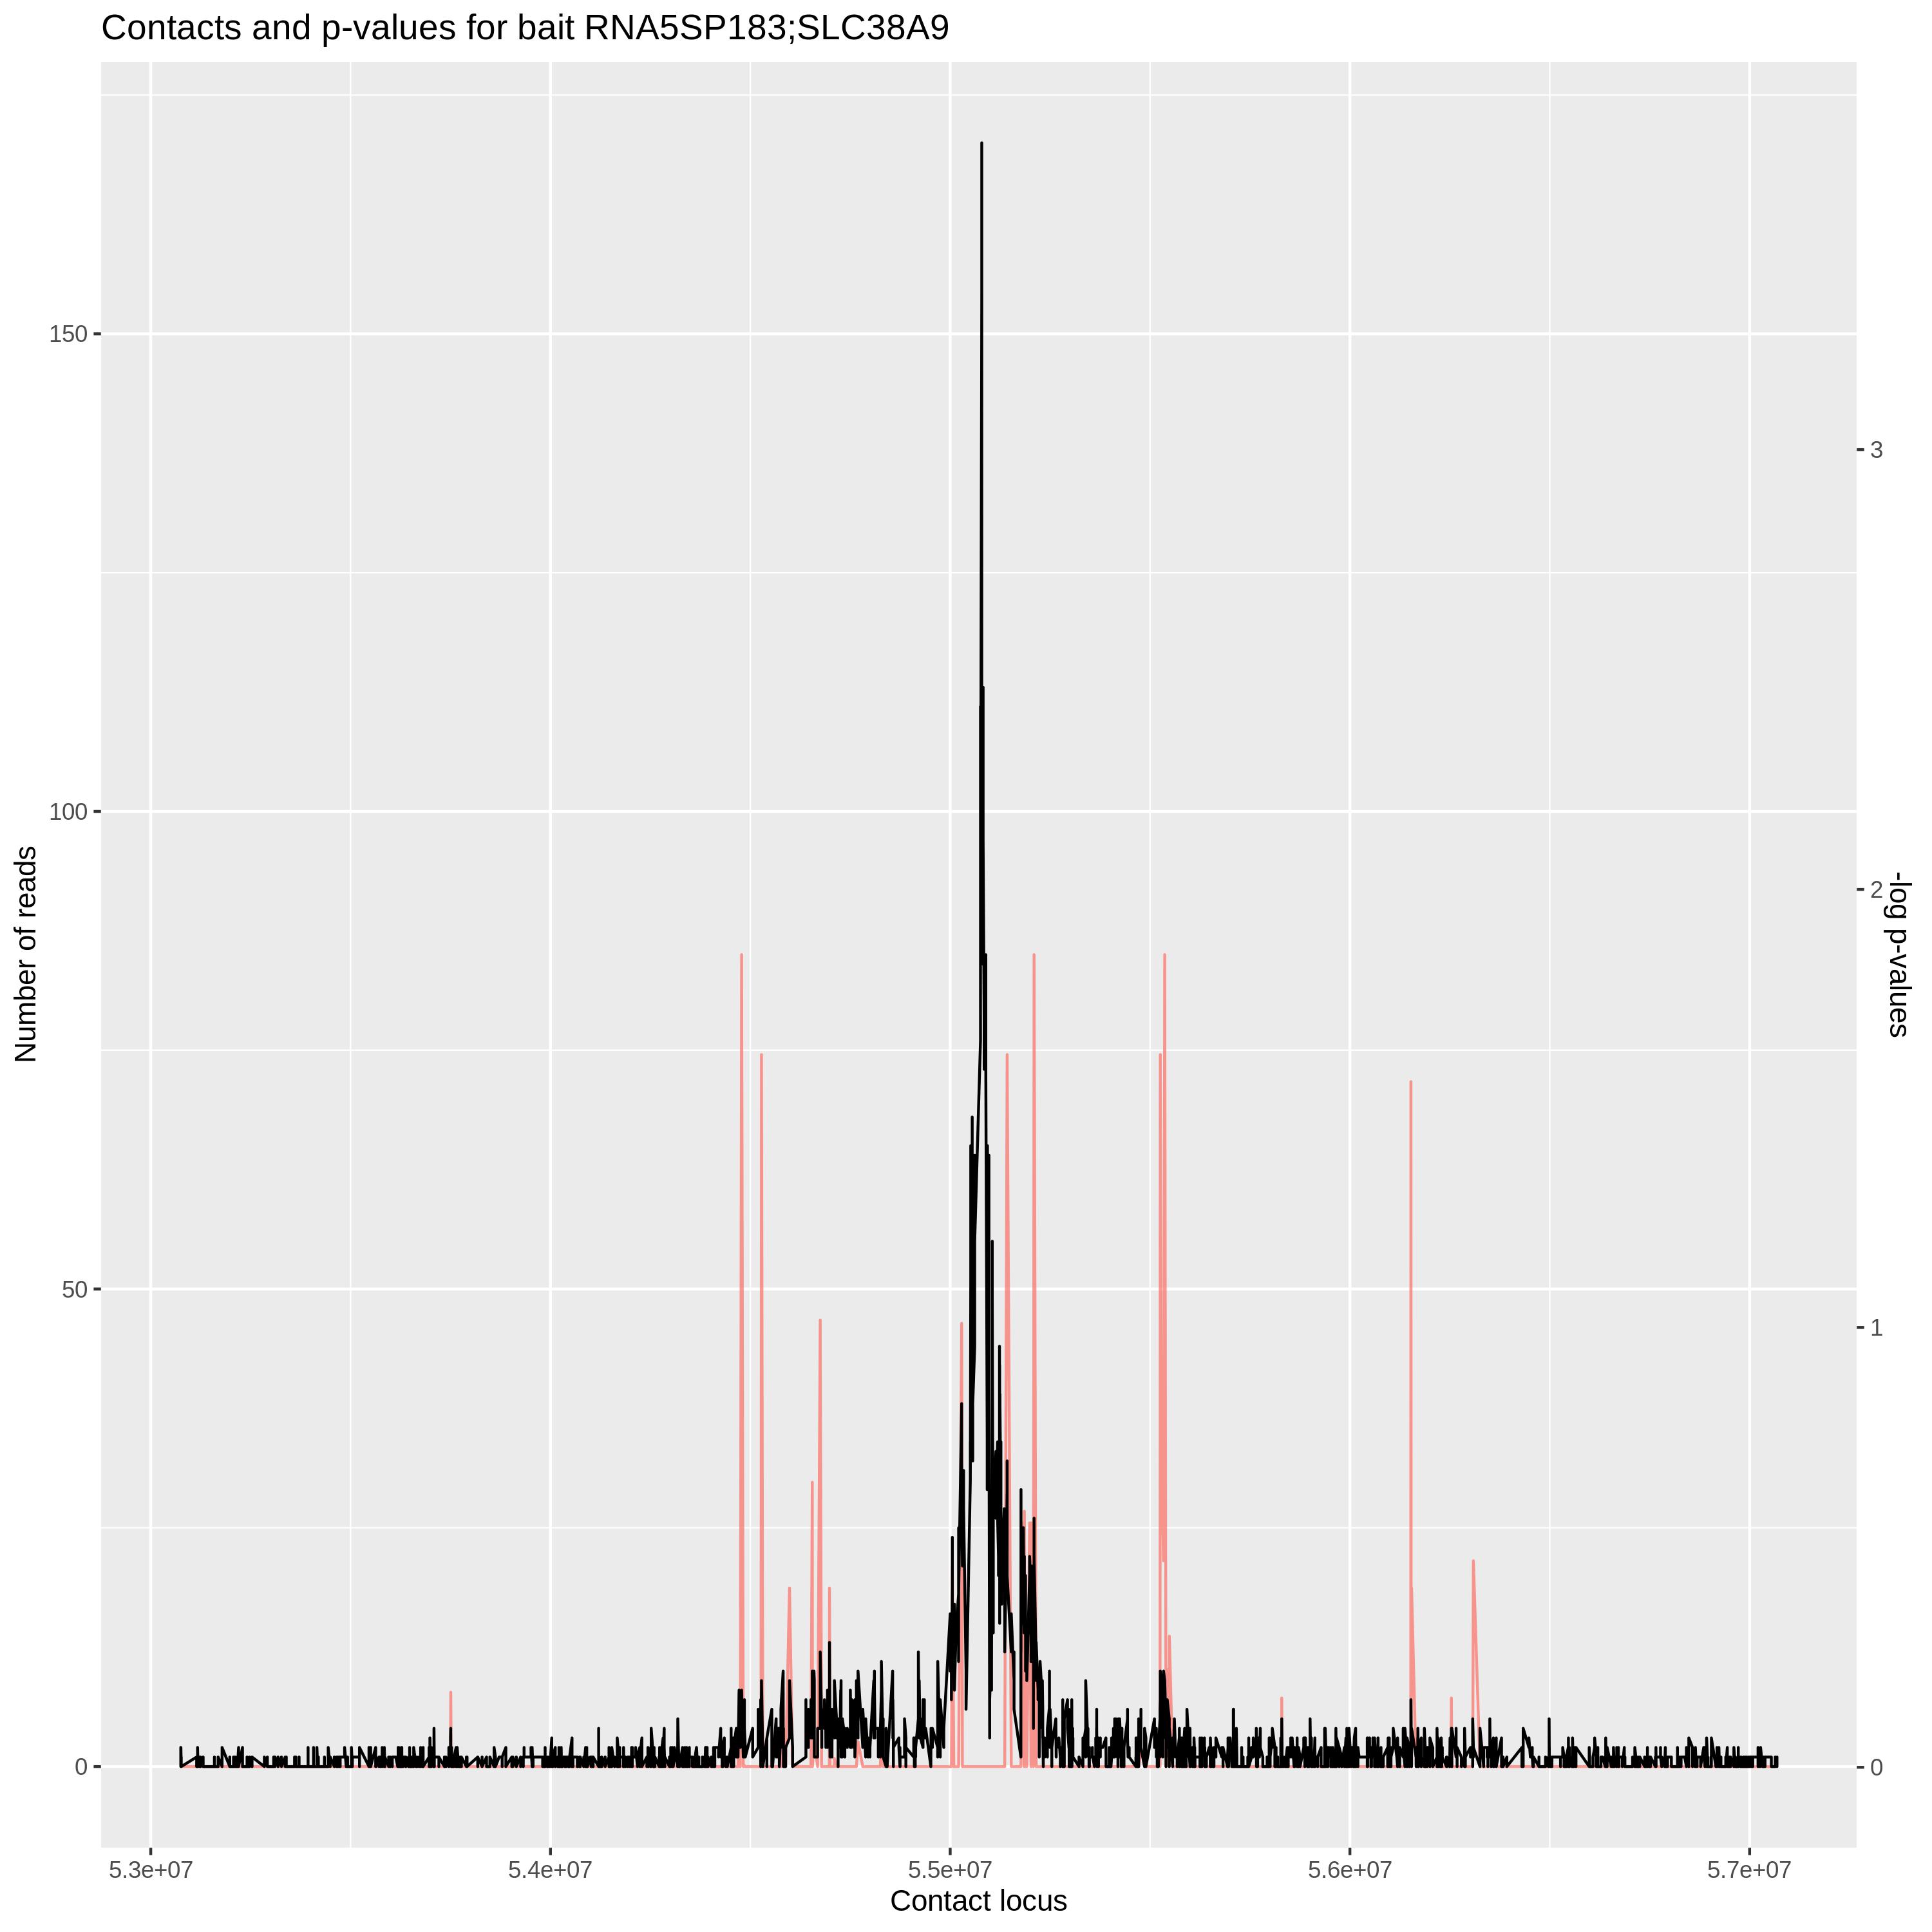 Contacts and p-values for bait RNA5SP183;SLC38A9
Number of reads
150
100
50
0
3
2
1
0
-log p-values
5.3e+07
5.4e+07
5.5e+07
5.6e+07
5.7e+07
Contact locus